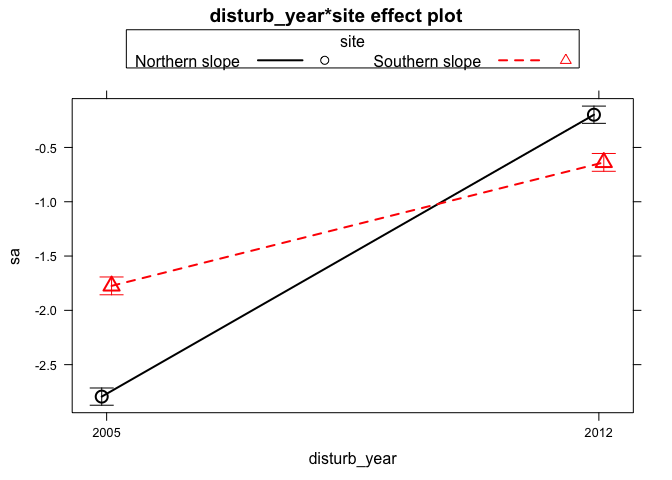 disturb_year*site effect plot
site
Northern slope Southern slope
-0.5
-1.0
-1.5
-2.0
-2.5
sa
2005 2012
disturb_year